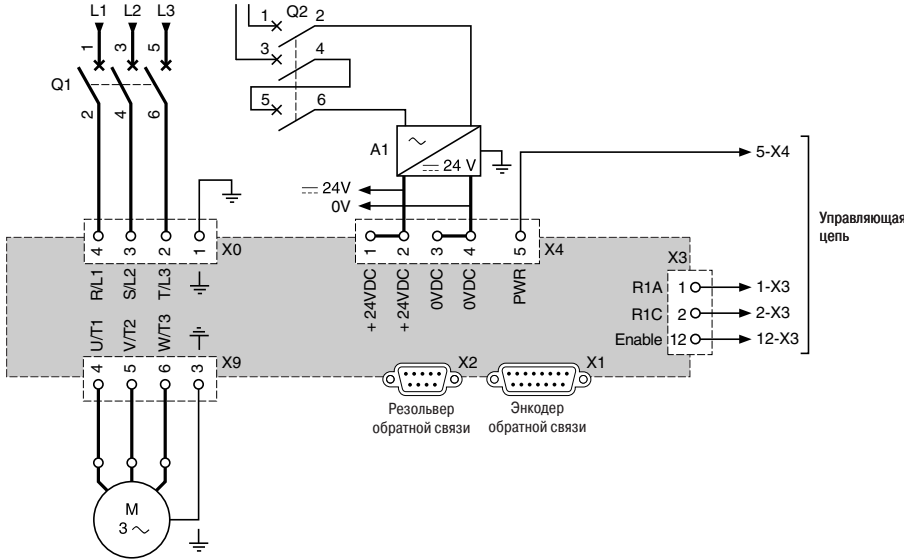 L1 L2 L3
1 3 5
Q1
2 4 6
Q2
1 2
3 4
5 6
A1
24 V
24V
0V
5-X4
Управляющая
цепь
4 3 2 1
X0
R/L1 S/L2 T/L3
1 2 3 4 5
X4
+ 24VDC + 24VDC 0VDC 0VDC PWR
X3
R1A 1 1-X3
R1C 2 2-X3
Enable 12 12-X3
U/T1 V/T2 W/T3
4 5 6 3
X9
X2
X1
Резольвер
обратной связи
Энкодер
обратной связи
M
3